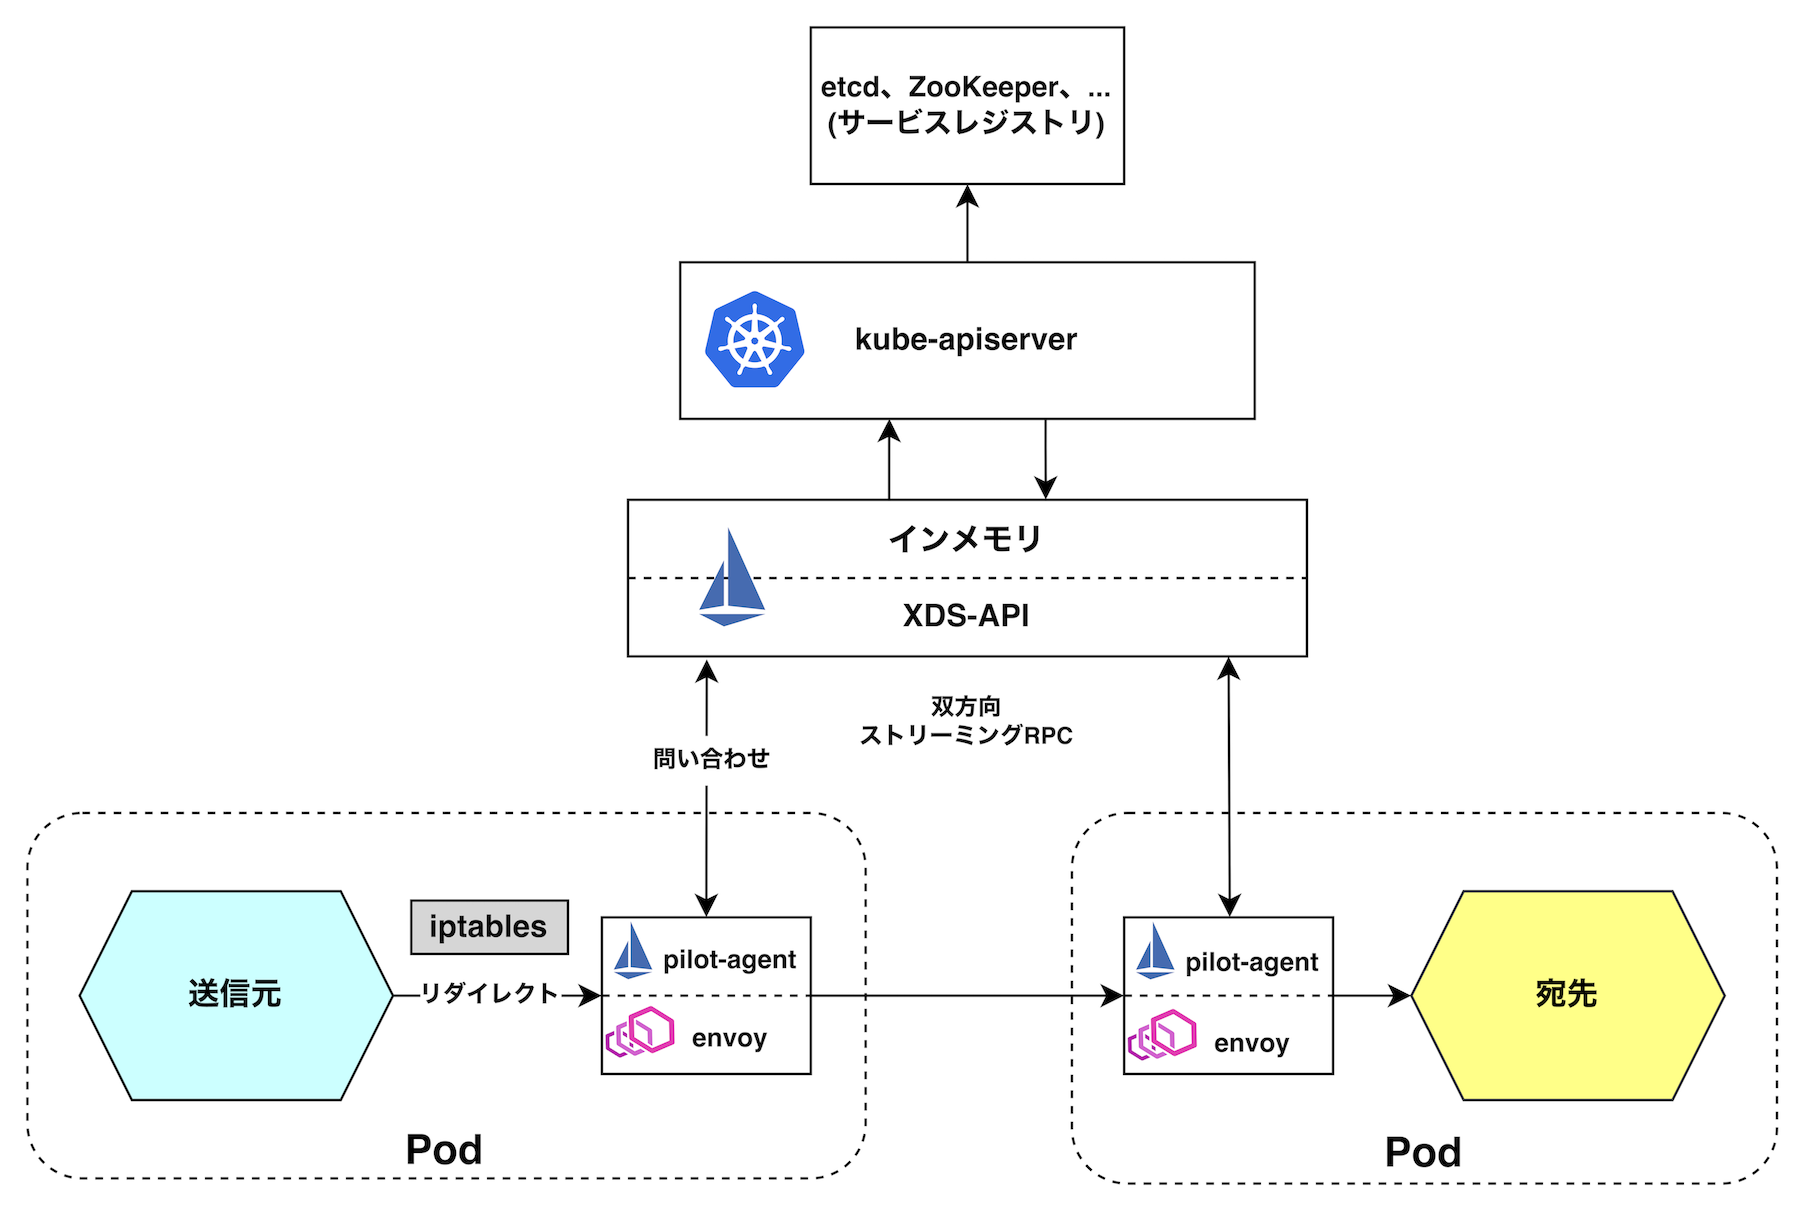 etcd、ZooKeeper、...
(サービスレジストリ)
kube-apiserver
インメモリ
XDS-API
双方向
ストリーミングRPC
問い合わせ
iptables
送信元
リダイレクト
pilot-agent
envoy
Pod
pilot-agent
envoy
宛先
Pod